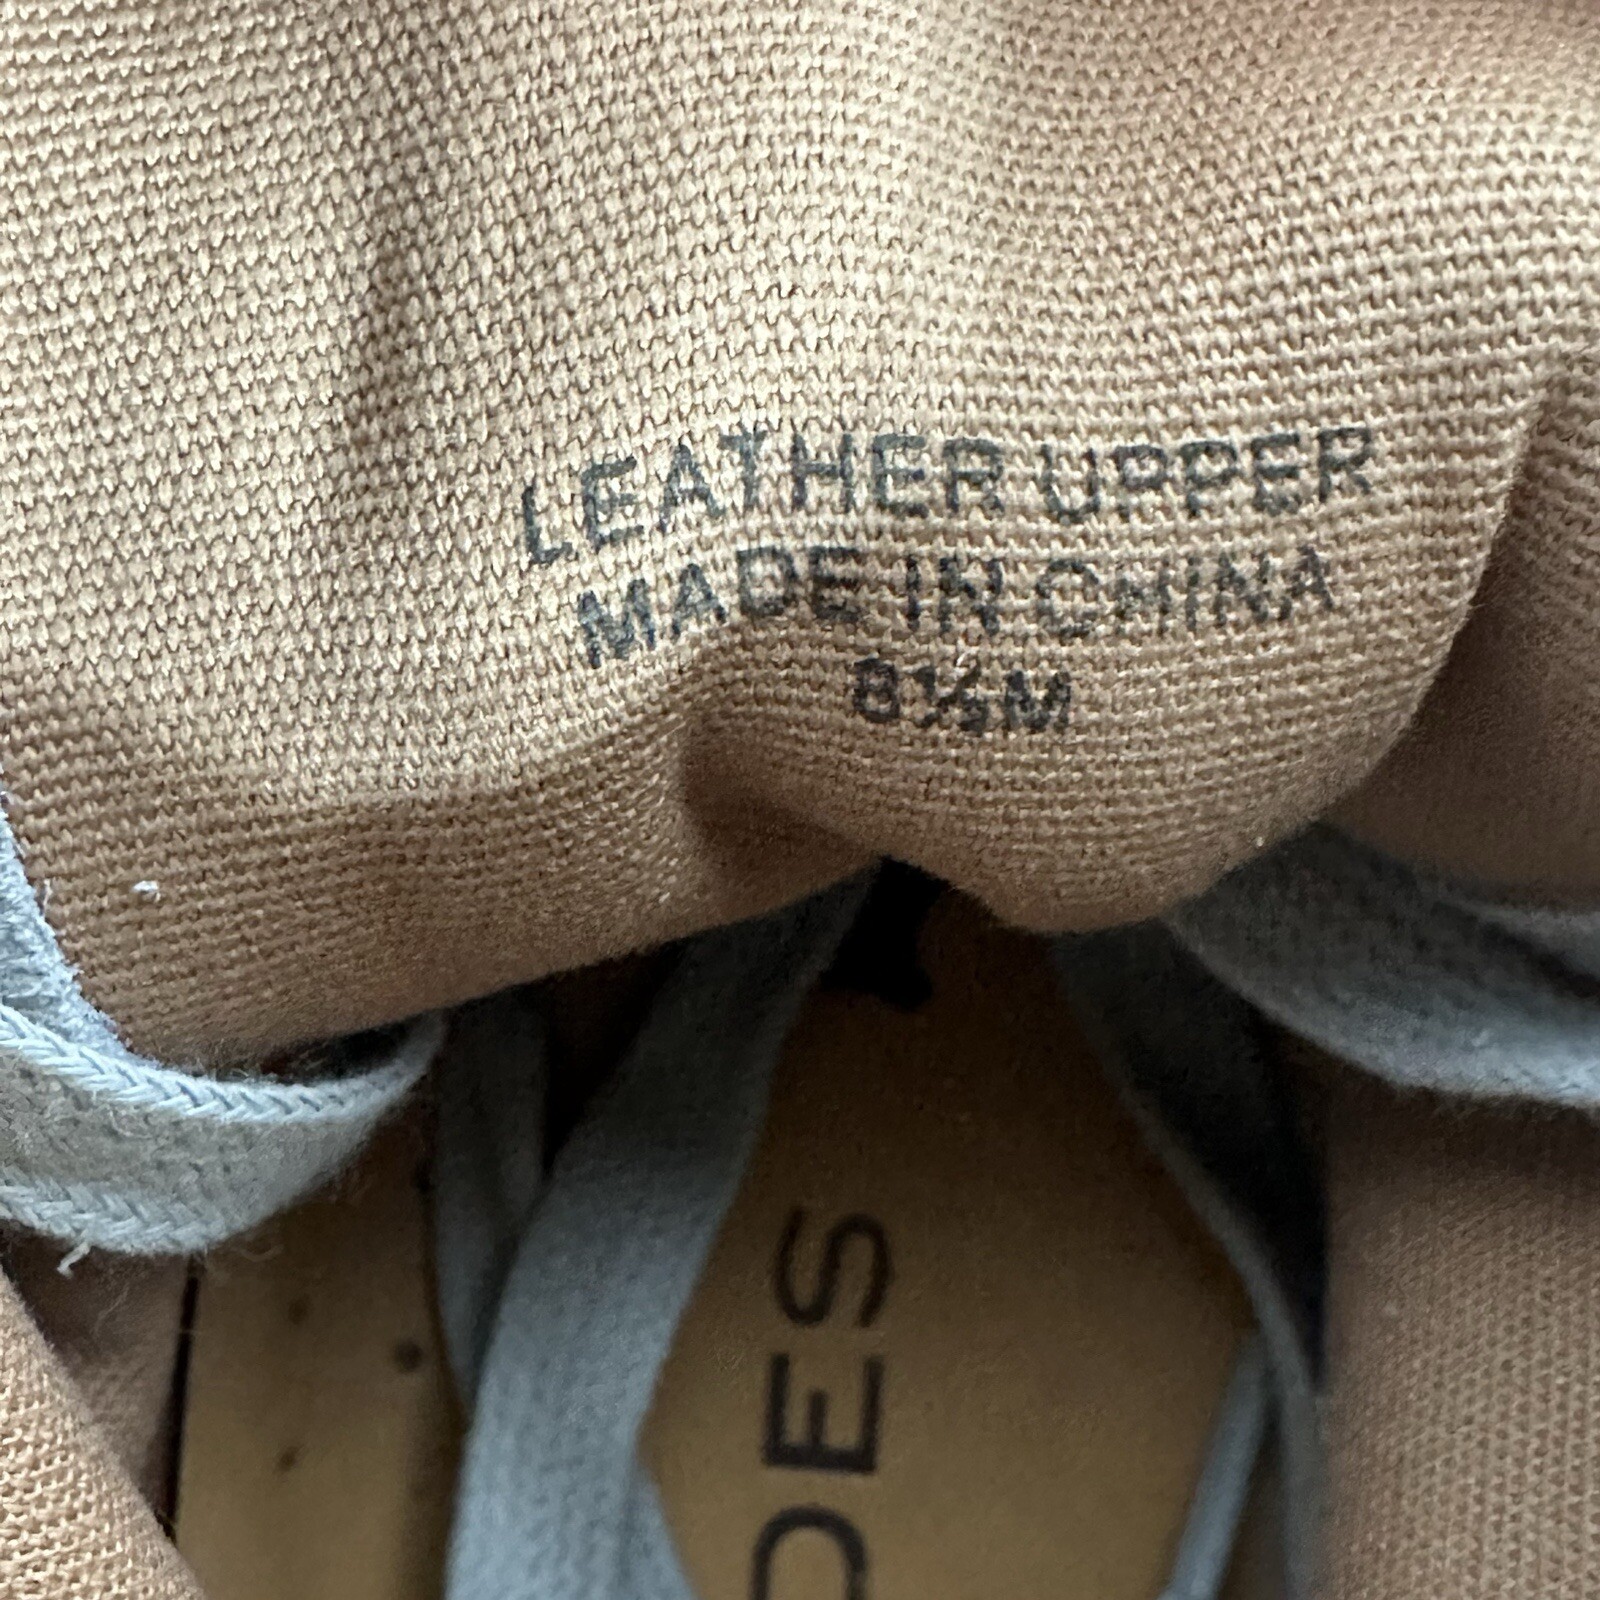 LEATHER UPPER
MADE IN CHINA
8½M
DES